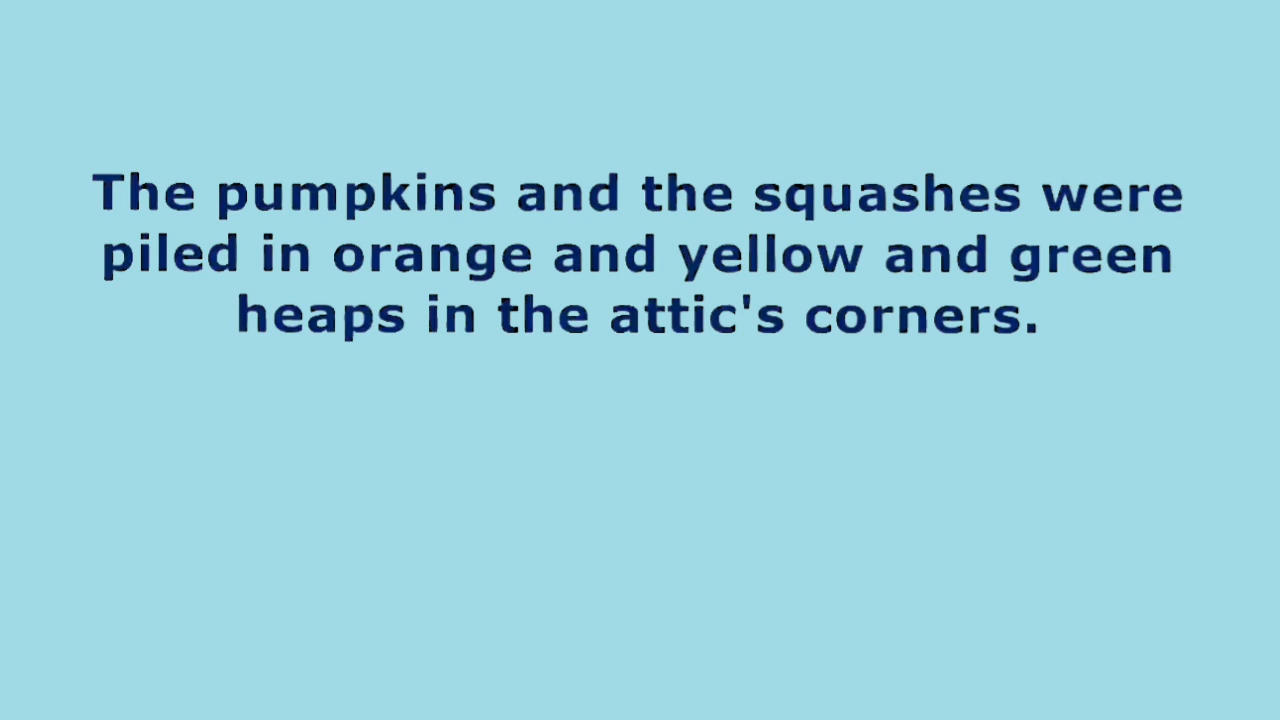 The pumpkins and the squashes were
piled in orange and yellow and green
heaps in the attic's corners.